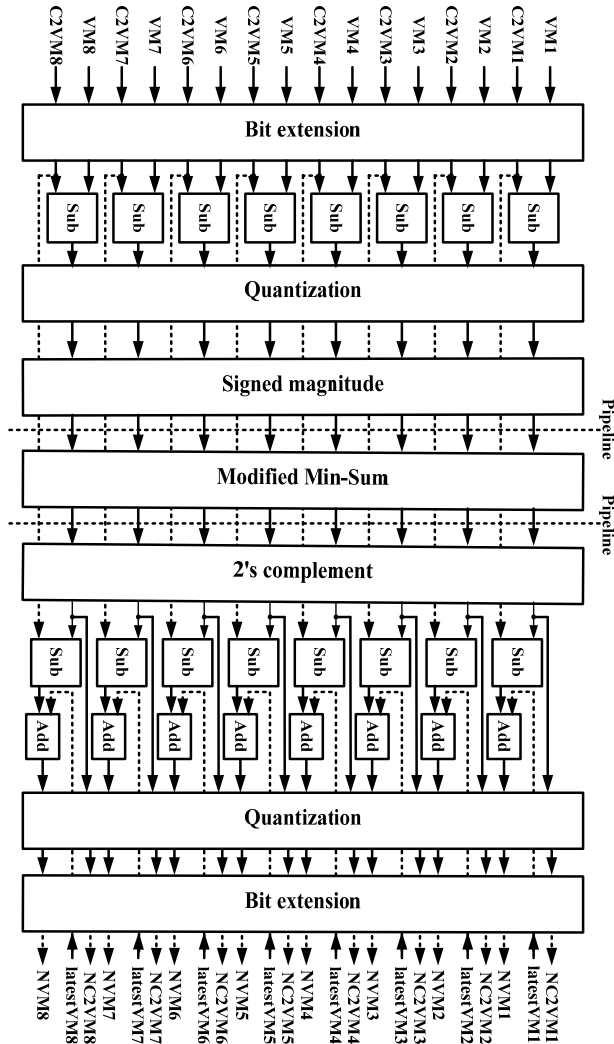 C2VM8
VM8
C2VM7
VM7
C2VM6
VM6
C2VM5
VM5
C2VM4
VM4
C2VM3
VM3
C2VM2
VM2
C2VM1
VM1
Bit extension
Sub
Sub
Sub
Sub
Sub
Sub
Sub
Sub
Quantization
Signed magnitude
Pipeline
Modified Min-Sum
Pipeline
2's complement
Sub
Sub
Sub
Sub
Sub
Sub
Sub
Sub
Add
Add
Add
Add
Add
Add
Add
Add
Quantization
Bit extension
NVM8
latestVM8
NC2VM8
NVM7
latestVM7
NC2VM7
NVM6
latestVM6
NC2VM6
NVM5
latestVM5
NC2VM5
NVM4
latestVM4
NC2VM4
NVM3
latestVM3
NC2VM3
NVM2
latestVM2
NC2VM2
NVM1
latestVM1
NC2VM1